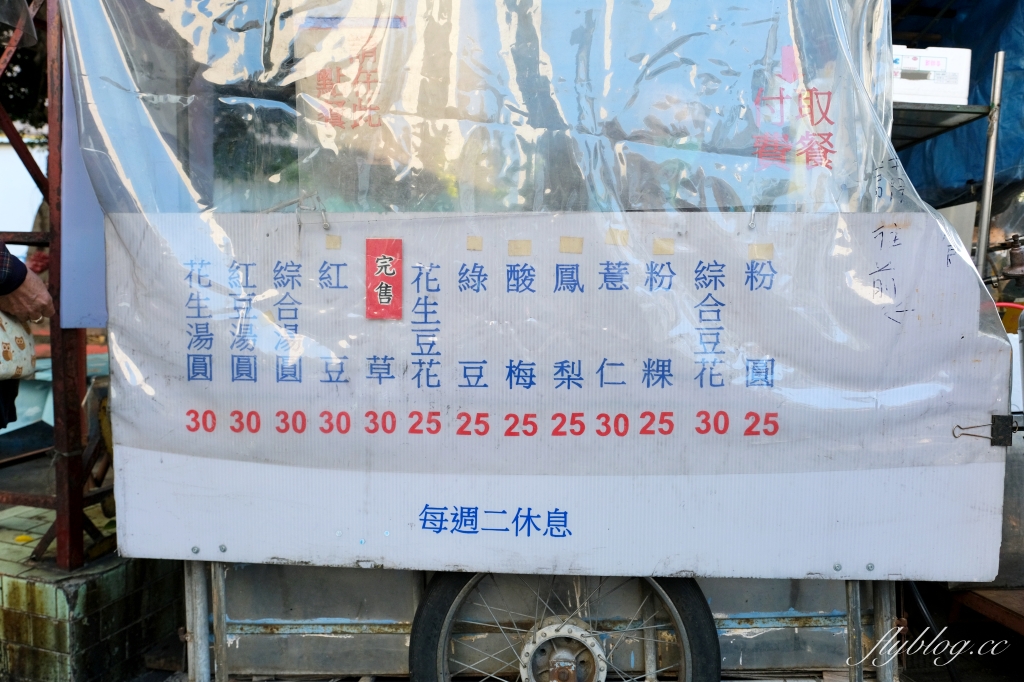 取餐
付費
花生湯圓 30
紅豆湯圓 30
綜合湯圓 30
紅豆 30
完售
草 30
花生豆花 25
綠豆 25
酸梅 25
鳳梨 25
薏仁 30
粉粿 25
綜合豆花 30
粉圓 25
每週二休息
flyblog.cc